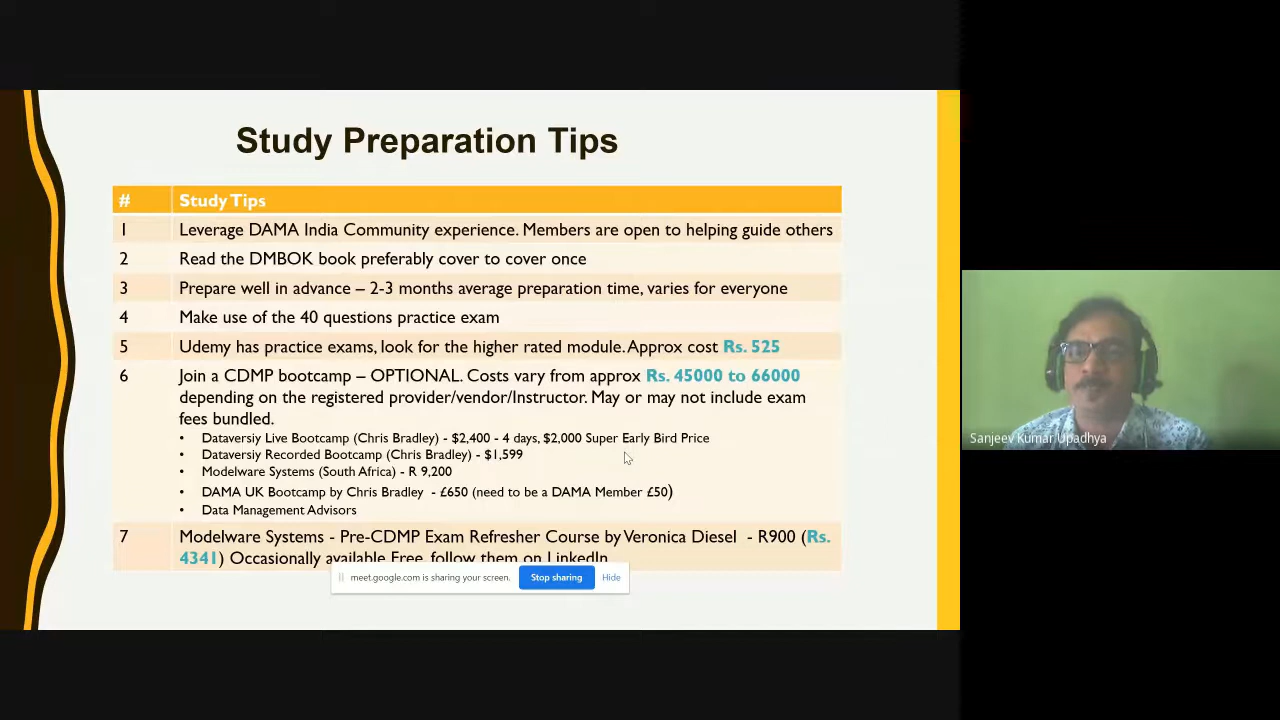 Study Preparation Tips
# Study Tips
1 Leverage DAMA India Community experience. Members are open to helping guide others
2 Read the DMBOK book preferably cover to cover once
3 Prepare well in advance – 2-3 months average preparation time, varies for everyone
4 Make use of the 40 questions practice exam
5 Udemy has practice exams, look for the higher rated module. Approx cost Rs. 525
6 Join a CDMP bootcamp – OPTIONAL. Costs vary from approx Rs. 45000 to 66000
depending on the registered provider/vendor/Instructor. May or may not include exam
fees bundled.
• Dataversiy Live Bootcamp (Chris Bradley) - $2,400 - 4 days, $2,000 Super Early Bird Price
• Dataversiy Recorded Bootcamp (Chris Bradley) - $1,599
• Modelware Systems (South Africa) - R 9,200
• DAMA UK Bootcamp by Chris Bradley - £650 (need to be a DAMA Member £50)
• Data Management Advisors
7 Modelware Systems - Pre-CDMP Exam Refresher Course by Veronica Diesel - R900 (Rs.
4341) Occasionally available Free, follow them on LinkedIn
meet.google.com is sharing your screen. Stop sharing Hide
Sanjeev Kumar Upadhya